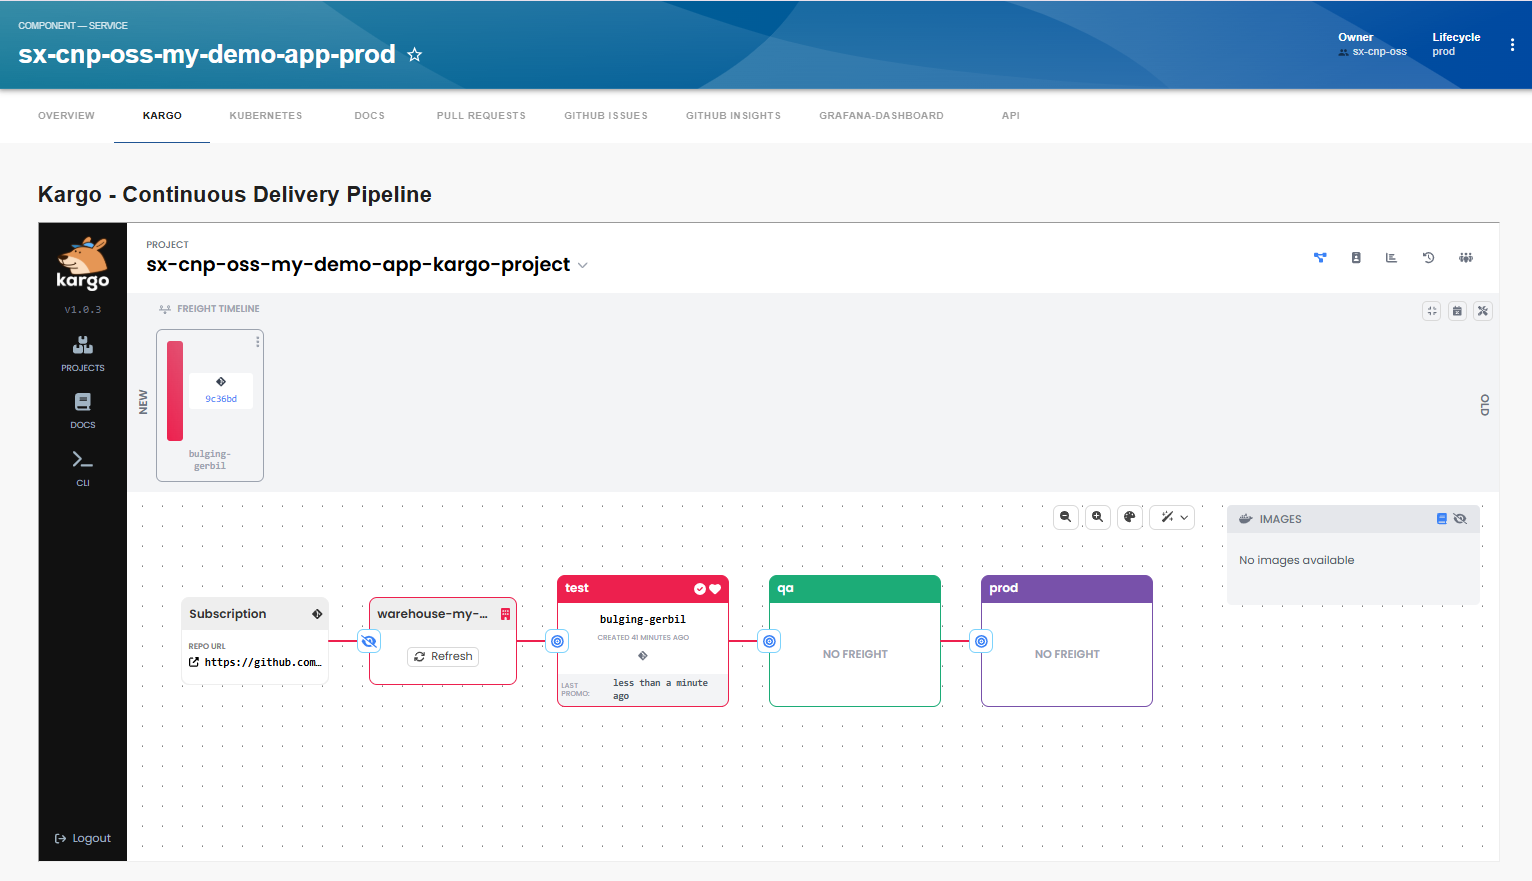 COMPONENT — SERVICE
sx-cnp-oss-my-demo-app-prod
Owner
sx-cnp-oss
Lifecycle
prod
OVERVIEW
KARGO
KUBERNETES
DOCS
PULL REQUESTS
GITHUB ISSUES
GITHUB INSIGHTS
GRAFANA-DASHBOARD
API
Kargo - Continuous Delivery Pipeline
kargo
v1.0.3
PROJECTS
DOCS
CLI
Logout
PROJECT
sx-cnp-oss-my-demo-app-kargo-project
FREIGHT TIMELINE
NEW
9c36bd
bulging-
gerbil
OLD
IMAGES
No images available
Subscription
REPO URL
https://github.com…
warehouse-my-...
Refresh
test
bulging-gerbil
CREATED 41 MINUTES AGO
LAST
PROMO:
less than a minute
ago
qa
NO FREIGHT
prod
NO FREIGHT